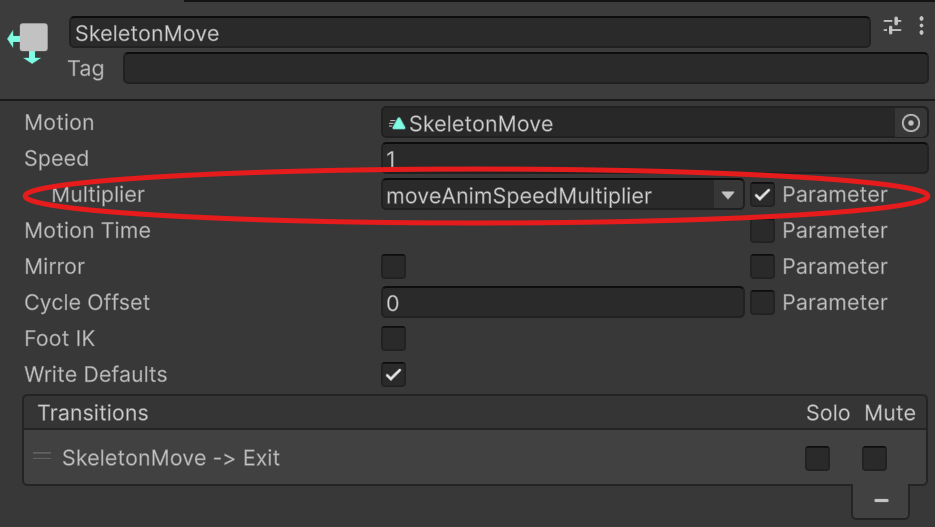 SkeletonMove
Tag
Motion SkeletonMove
Speed 1
Multiplier moveAnimSpeedMultiplier Parameter
Motion Time Parameter
Mirror Parameter
Cycle Offset 0 Parameter
Foot IK
Write Defaults
Transitions Solo Mute
SkeletonMove -> Exit